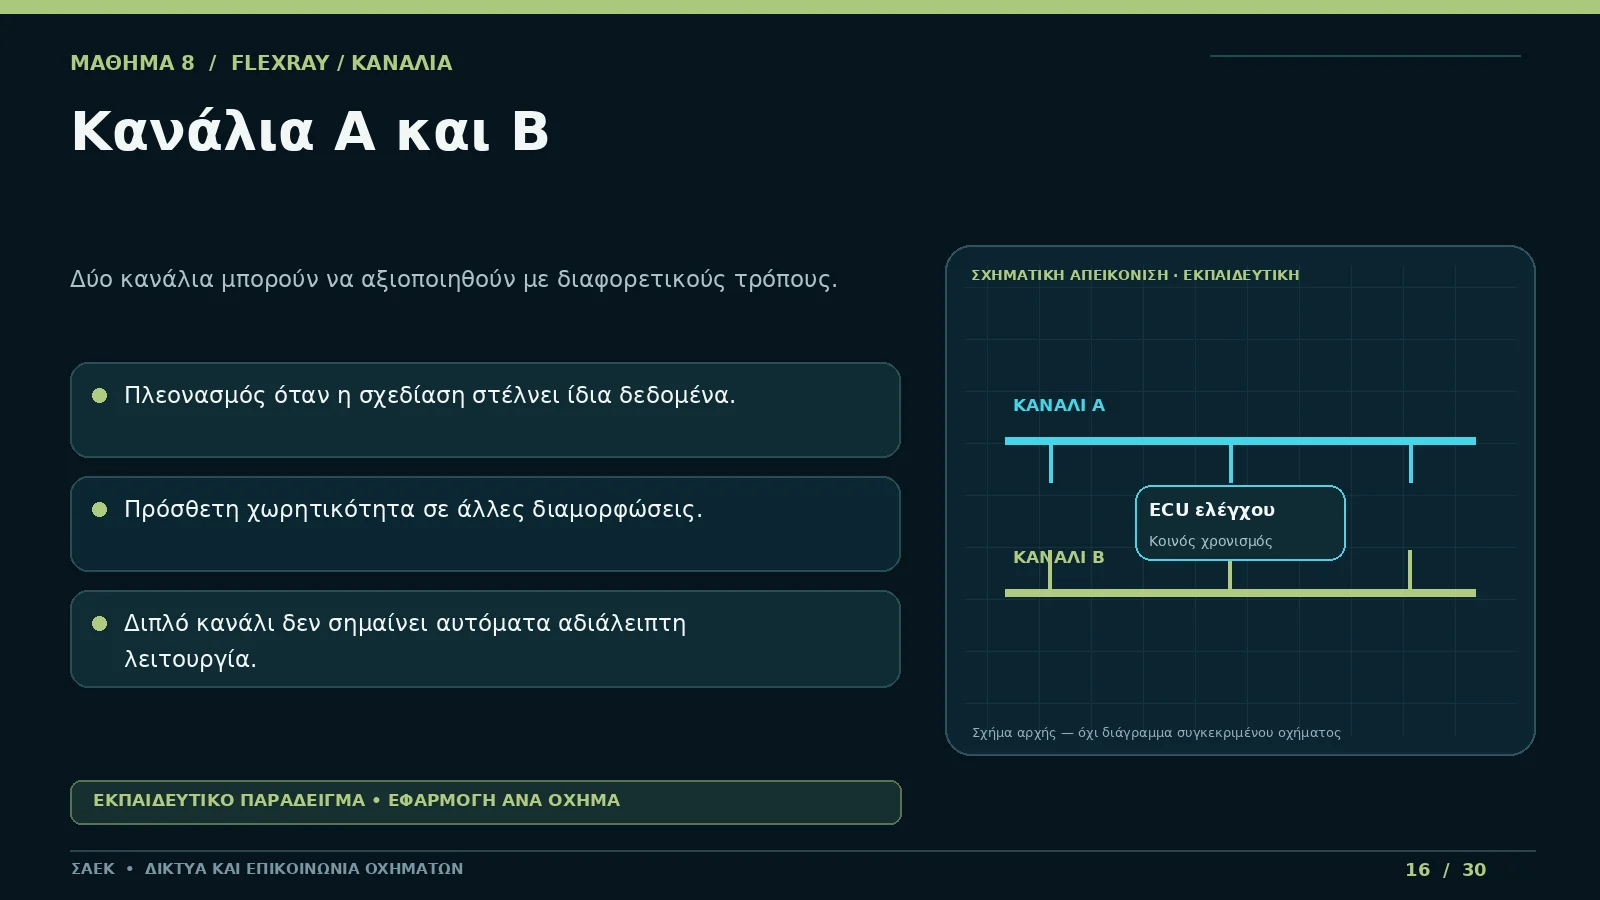 ΜΑΘΗΜΑ 8 / FLEXRAY / ΚΑΝΑΛΙΑ
Κανάλια A και B
Δύο κανάλια μπορούν να αξιοποιηθούν με διαφορετικούς τρόπους.
Πλεονασμός όταν η σχεδίαση στέλνει ίδια δεδομένα.
Πρόσθετη χωρητικότητα σε άλλες διαμορφώσεις.
Διπλό κανάλι δεν σημαίνει αυτόματα αδιάλειπτη
λειτουργία.
ΕΚΠΑΙΔΕΥΤΙΚΟ ΠΑΡΑΔΕΙΓΜΑ • ΕΦΑΡΜΟΓΗ ΑΝΑ ΟΧΗΜΑ
ΣΧΗΜΑΤΙΚΗ ΑΠΕΙΚΟΝΙΣΗ · ΕΚΠΑΙΔΕΥΤΙΚΗ
ΚΑΝΑΛΙ A
ECU ελέγχου
Κοινός χρονισμός
ΚΑΝΑΛΙ B
Σχήμα αρχής — όχι διάγραμμα συγκεκριμένου οχήματος
ΣΑΕΚ • ΔΙΚΤΥΑ ΚΑΙ ΕΠΙΚΟΙΝΩΝΙΑ ΟΧΗΜΑΤΩΝ
16 / 30